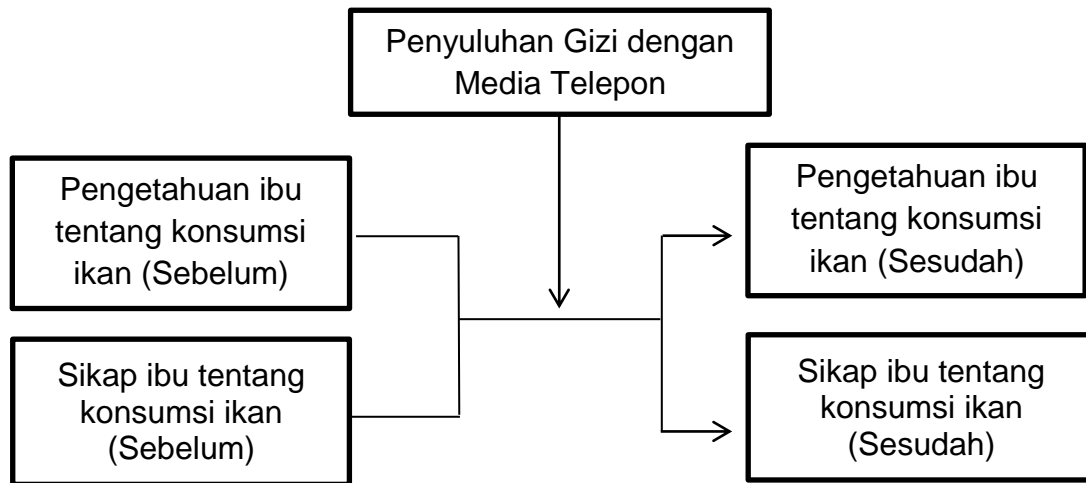 Penyuluhan Gizi dengan
Media Telepon
Pengetahuan ibu
tentang konsumsi
ikan (Sebelum)
Pengetahuan ibu
tentang konsumsi
ikan (Sesudah)
Sikap ibu tentang
konsumsi ikan
(Sebelum)
Sikap ibu tentang
konsumsi ikan
(Sesudah)